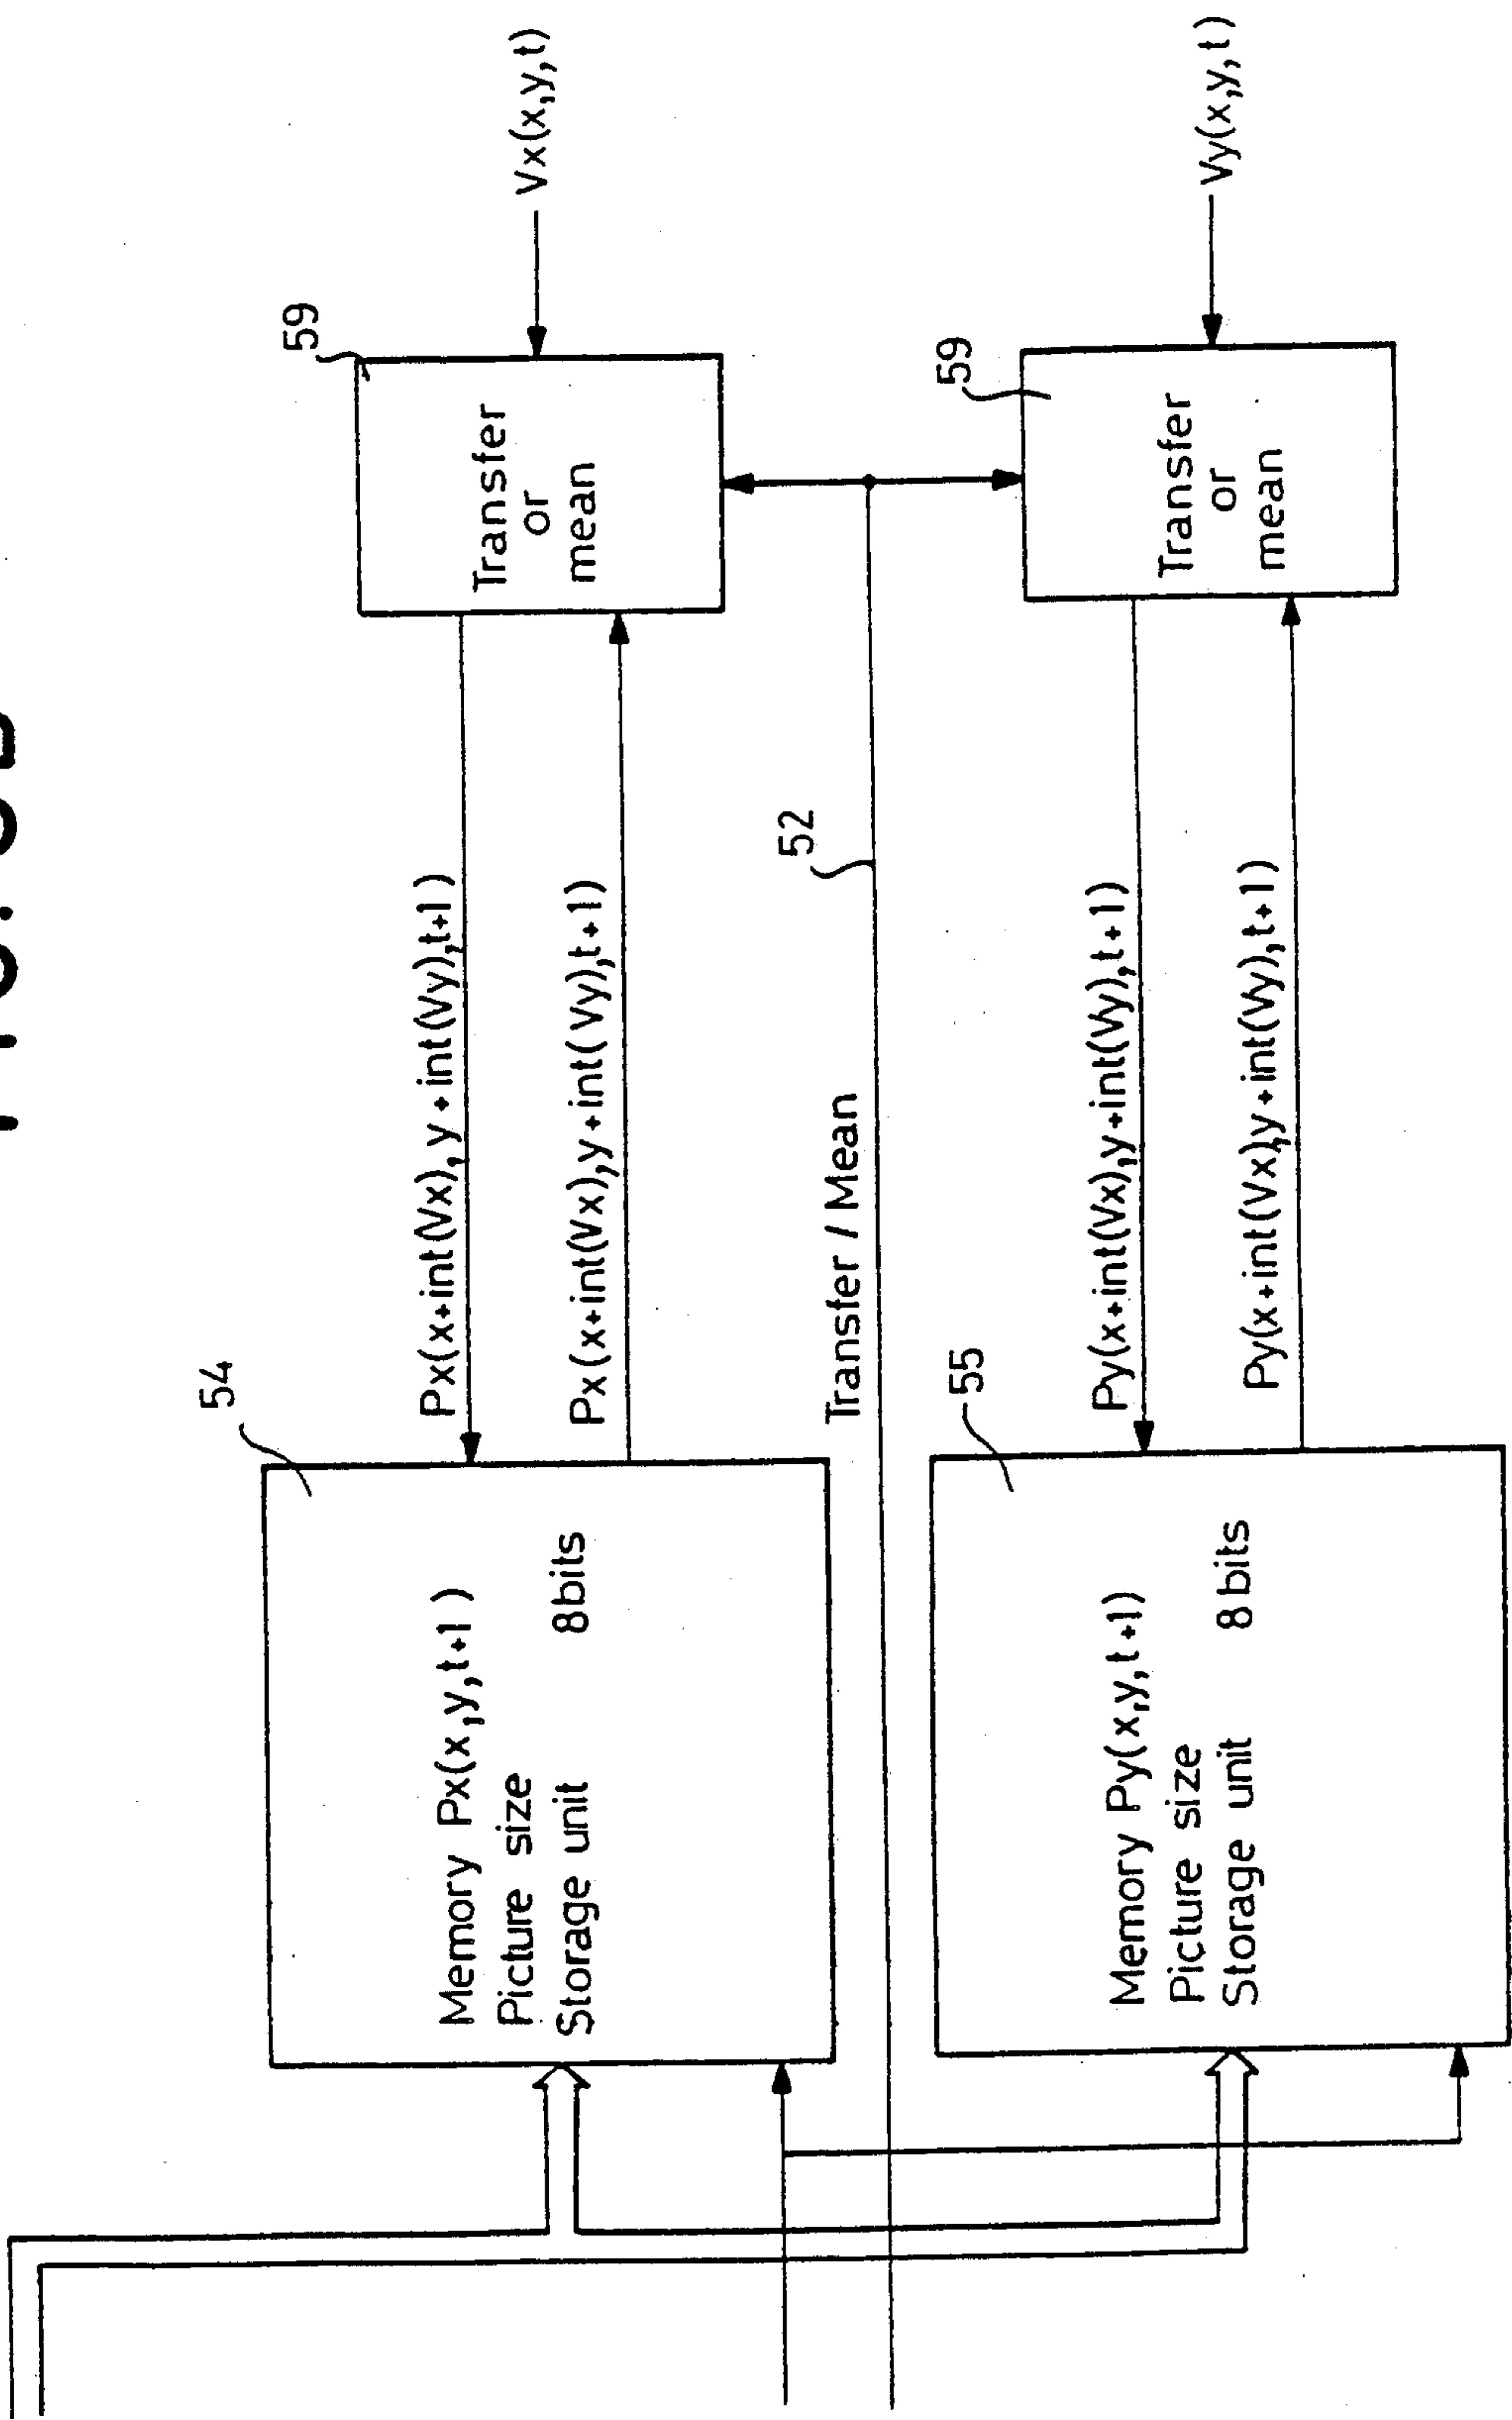 54
59
Memory Px(x,y,t+1)
Picture size
Storage unit 8bits
Px(x+int(Vx),y+int(Vy),t+1)
Px(x+int(Vx),y+int(Vy),t+1)
Transfer
or
mean
Vx(x,y,t)
52
Transfer / Mean
55
59
Memory Py(x,y,t+1)
Picture size
Storage unit 8bits
Py(x+int(Vx),y+int(Vy),t+1)
Py(x+int(Vx),y+int(Vy),t+1)
Transfer
or
mean
Vy(x,y,t)